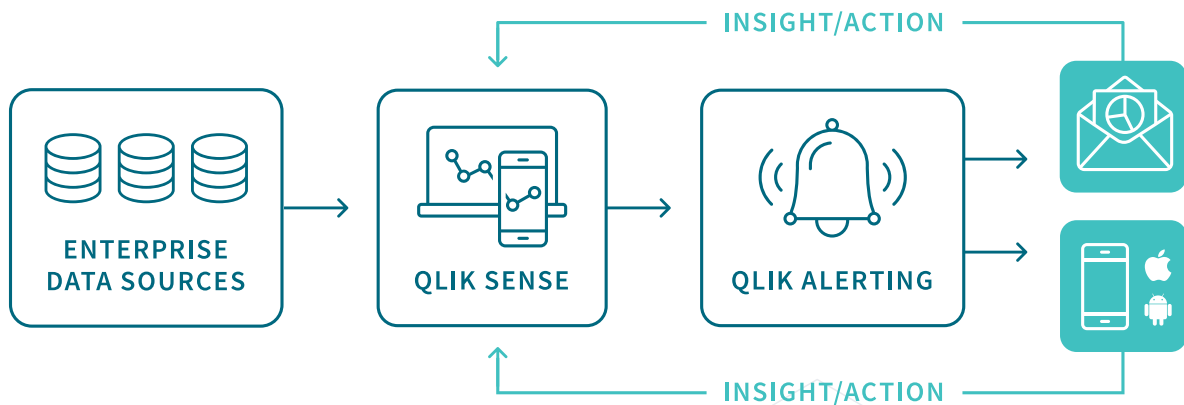 INSIGHT/ACTION
ENTERPRISE
DATA SOURCES
QLIK SENSE
QLIK ALERTING
INSIGHT/ACTION